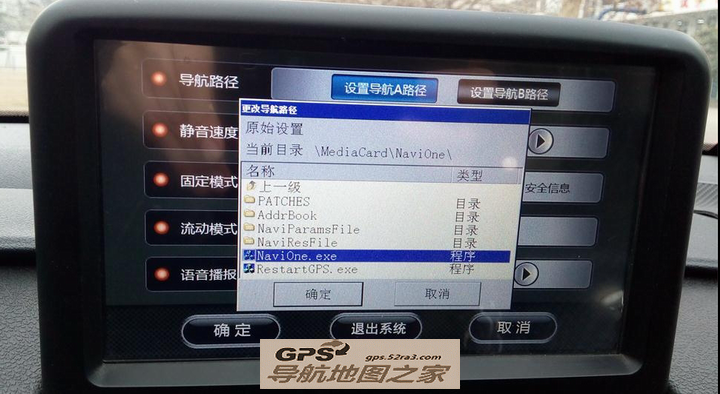 导航路径
设置导航A路径
设置导航B路径
更改导航路径
静音速度
原始设置
当前目录 \MediaCard\NaviOne\
名称 类型
固定模式
安全信息
上一级
PATCHES 目录
AddrBook 目录
流动模式
NaviParamsFile 目录
NaviResFile 目录
NaviOne.exe 程序
语音播报
RestartGPS.exe 程序
确定 取消
确定 退出系统 取消
GPS gps.52ra3.com
导航地图之家